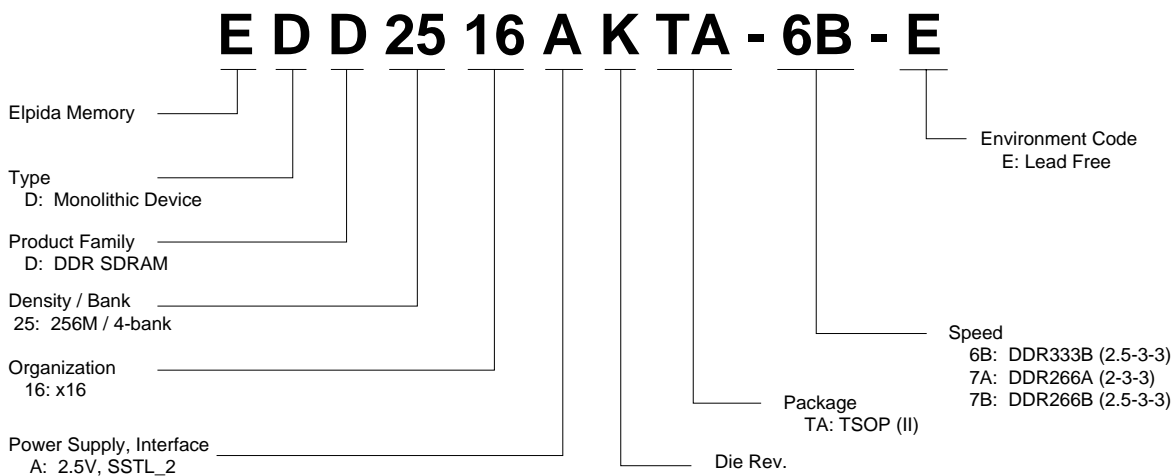 E D D 25 16 A K TA - 6B - E
Elpida Memory
Type
D: Monolithic Device
Product Family
D: DDR SDRAM
Density / Bank
25: 256M / 4-bank
Organization
16: x16
Power Supply, Interface
A: 2.5V, SSTL_2
Die Rev.
Package
TA: TSOP (II)
Speed
6B: DDR333B (2.5-3-3)
7A: DDR266A (2-3-3)
7B: DDR266B (2.5-3-3)
Environment Code
E: Lead Free